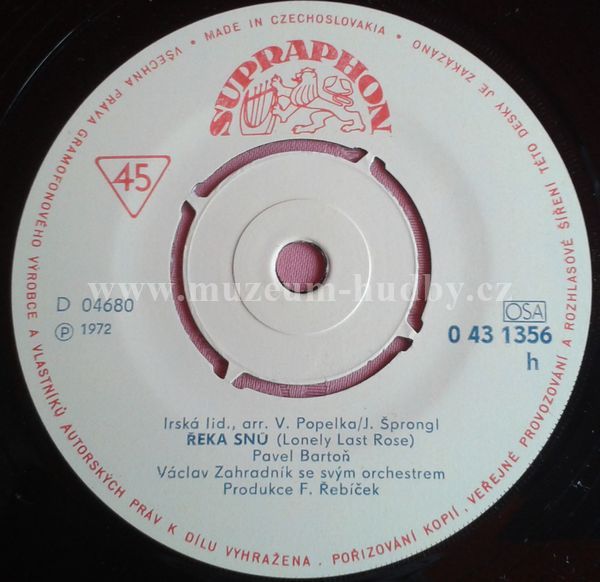 VŠECHNA PRÁVA GRAMOFONOVÉHO VÝROBCE A VLASTNÍKŮ AUTORSKÝCH PRÁV K DÍLU VYHRAŽENA . POŘIZOVÁNÍ KOPIÍ, VEŘEJNÉ PROVOZOVÁNÍ A ROZHLASOVÉ ŠÍŘENÍ TÉTO DESKY JE ZAKÁZÁNO • MADE IN CZECHOSLOVAKIA •
SUPRAPHON
45
www.muzeum-hudby.cz
D 04680
Ⓟ 1972
OSA
0 43 1356
h
Irská lid., arr. V. Popelka/J. Šprongl
ŘEKA SNŮ (Lonely Last Rose)
Pavel Bartoň
Václav Zahradník se svým orchestrem
Produkce F. Řebíček